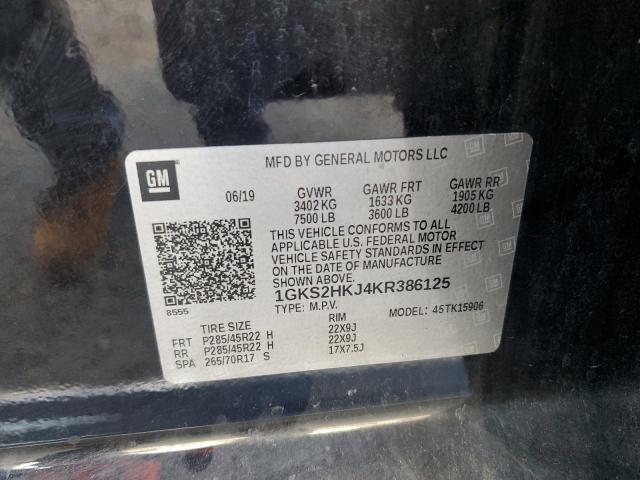 MFD BY GENERAL MOTORS LLC
GM
06/19 GVWR GAWR FRT GAWR RR
3402 KG 1633 KG 1905 KG
7500 LB 3600 LB 4200 LB
THIS VEHICLE CONFORMS TO ALL
APPLICABLE U.S. FEDERAL MOTOR
VEHICLE SAFETY STANDARDS IN EFFECT
ON THE DATE OF MANUFACTURE
SHOWN ABOVE.
1GKS2HKJ4KR386125
8555
TYPE: M.P.V. MODEL: 45TK15906
TIRE SIZE RIM
FRT P285/45R22 H 22X9J
RR P285/45R22 H 22X9J
SPA 265/70R17 S 17X7.5J